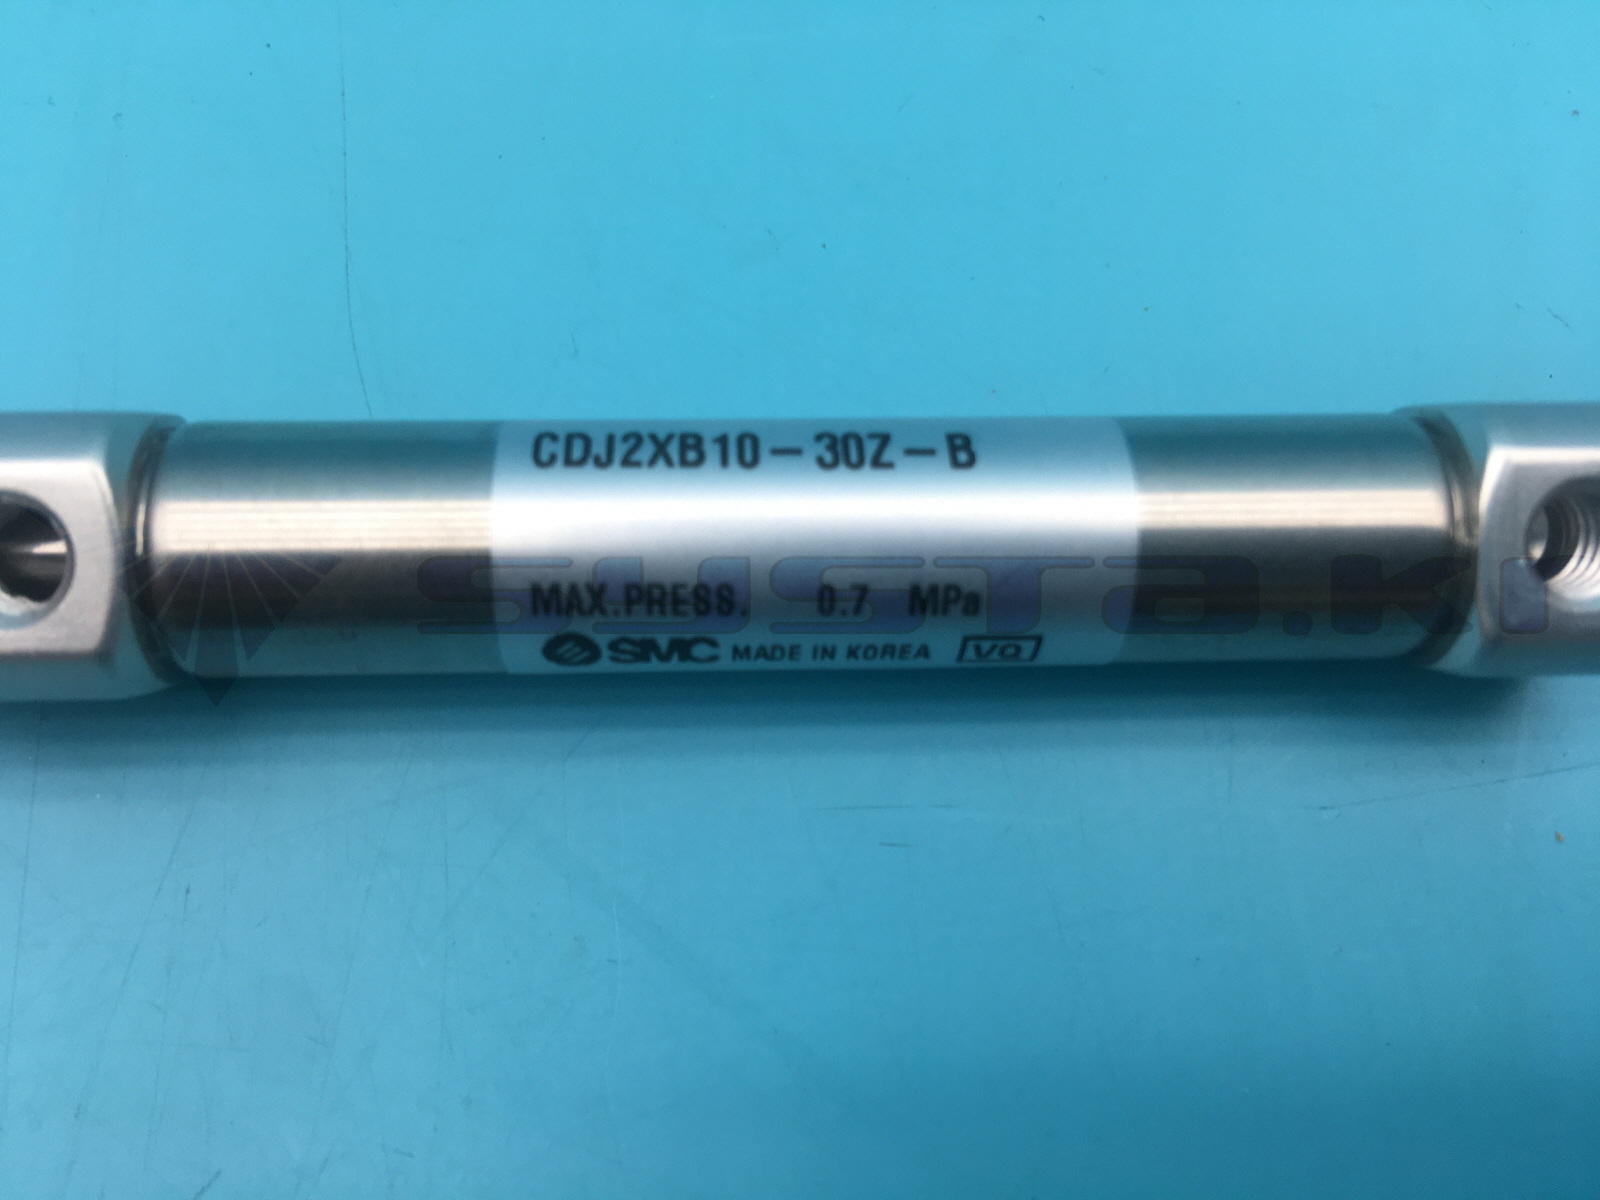 CDJ2XB10-30Z-B
MAX.PRESS. 0.7 MPa
SMC MADE IN KOREA VQ